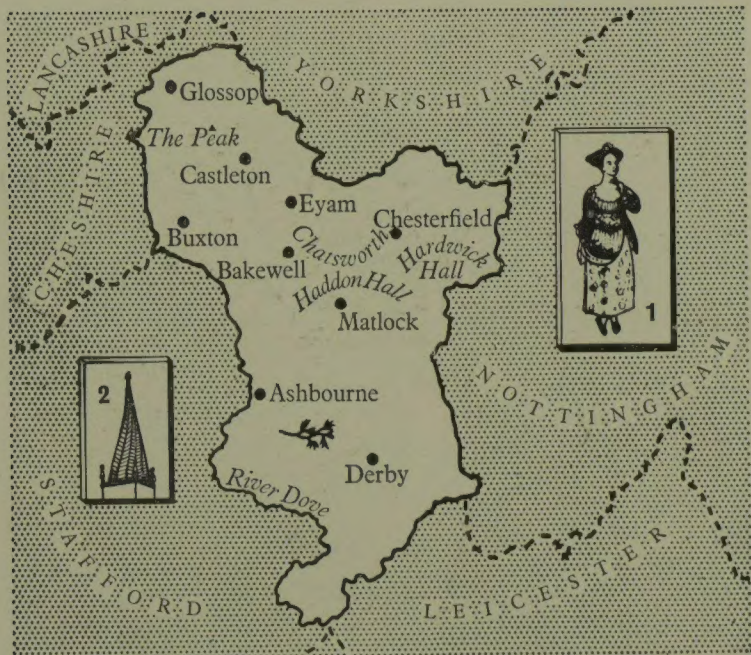 LANCASHIRE
YORKSHIRE
Glossop
The Peak
CHESHIRE
Castleton
Eyam
Chesterfield
Buxton
Chatsworth
Hardwick
Hall
Bakewell
Haddon Hall
Matlock
1
2
NOTTINGHAM
Ashbourne
Derby
River Dove
STAFFORD
LEICESTER